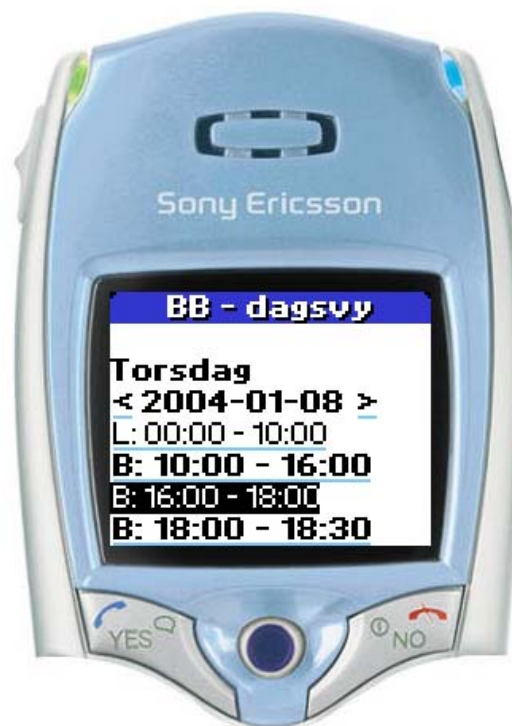 Sony Ericsson
BB - dagsvy
Torsdag
< 2004-01-08 >
L: 00:00 - 10:00
B: 10:00 - 16:00
B: 16:00 - 18:00
B: 18:00 - 18:30
YES
NO